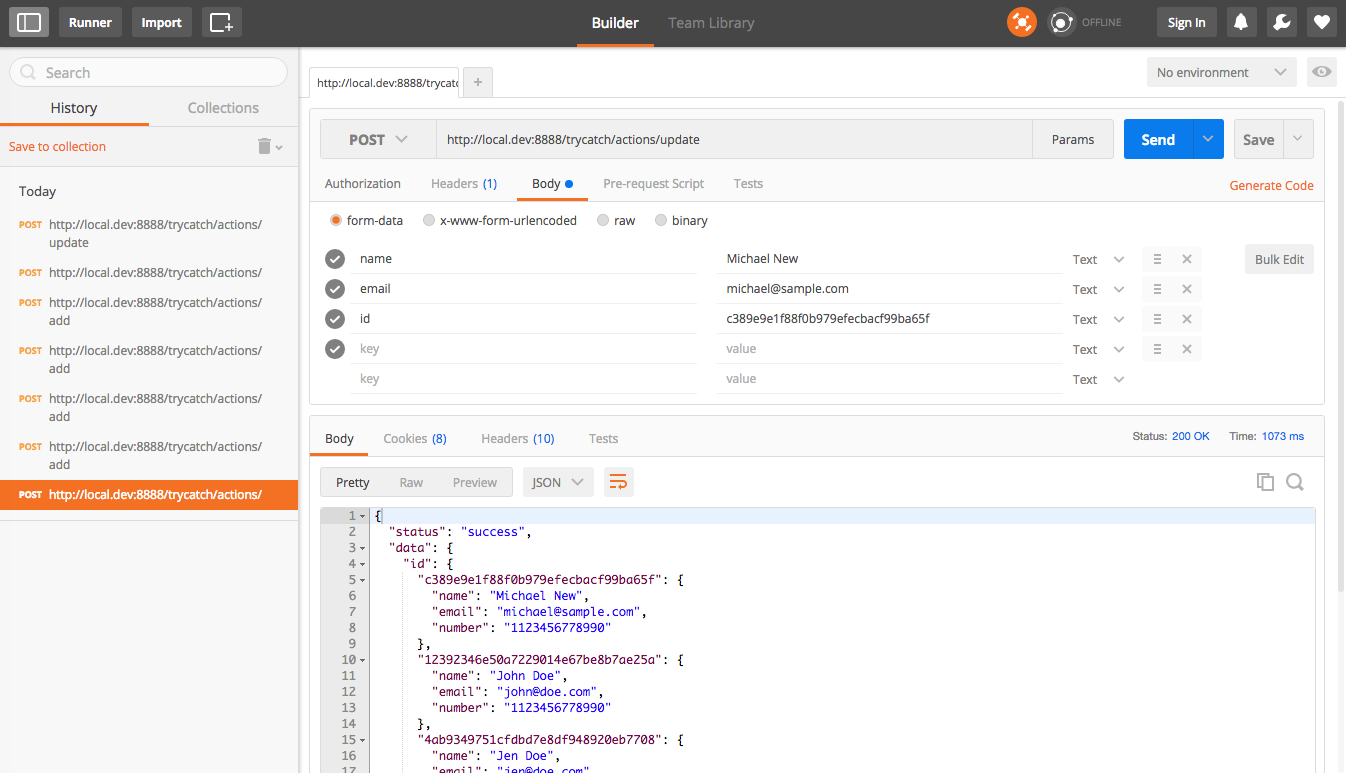 Runner Import Builder Team Library OFFLINE Sign In
Search
History Collections
Save to collection
Today
POST http://local.dev:8888/trycatch/actions/
update
POST http://local.dev:8888/trycatch/actions/
POST http://local.dev:8888/trycatch/actions/
add
POST http://local.dev:8888/trycatch/actions/
add
POST http://local.dev:8888/trycatch/actions/
add
POST http://local.dev:8888/trycatch/actions/
add
POST http://local.dev:8888/trycatch/actions/
http://local.dev:8888/trycatc +
No environment
POST http://local.dev:8888/trycatch/actions/update Params Send Save
Authorization Headers (1) Body Pre-request Script Tests Generate Code
form-data x-www-form-urlencoded raw binary
name Michael New Text Bulk Edit
email michael@sample.com Text
id c389e9e1f88f0b979efecbacf99ba65f Text
key value Text
key value Text
Body Cookies (8) Headers (10) Tests Status: 200 OK Time: 1073 ms
Pretty Raw Preview JSON
1 {
2 "status": "success",
3 "data": {
4 "id": {
5 "c389e9e1f88f0b979efecbacf99ba65f": {
6 "name": "Michael New",
7 "email": "michael@sample.com",
8 "number": "1123456778990"
9 },
10 "12392346e50a7229014e67be8b7ae25a": {
11 "name": "John Doe",
12 "email": "john@doe.com",
13 "number": "1123456778990"
14 },
15 "4ab9349751cfdbd7e8df948920eb7708": {
16 "name": "Jen Doe",
17 "email": "jen@doe.com",